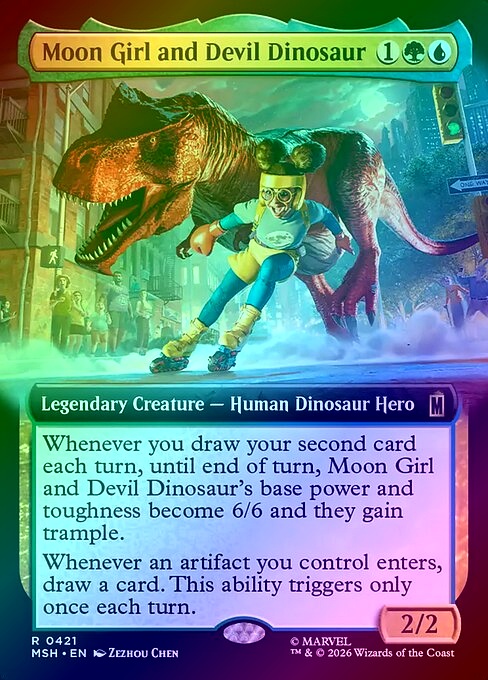 Moon Girl and Devil Dinosaur 1
ONE WAY
Legendary Creature — Human Dinosaur Hero M
Whenever you draw your second card
each turn, until end of turn, Moon Girl
and Devil Dinosaur's base power and
toughness become 6/6 and they gain
trample.
Whenever an artifact you control enters,
draw a card. This ability triggers only
once each turn.
2/2
R 0421
MSH • EN Zezhou Chen
© MARVEL
™ & © 2026 Wizards of the Coast